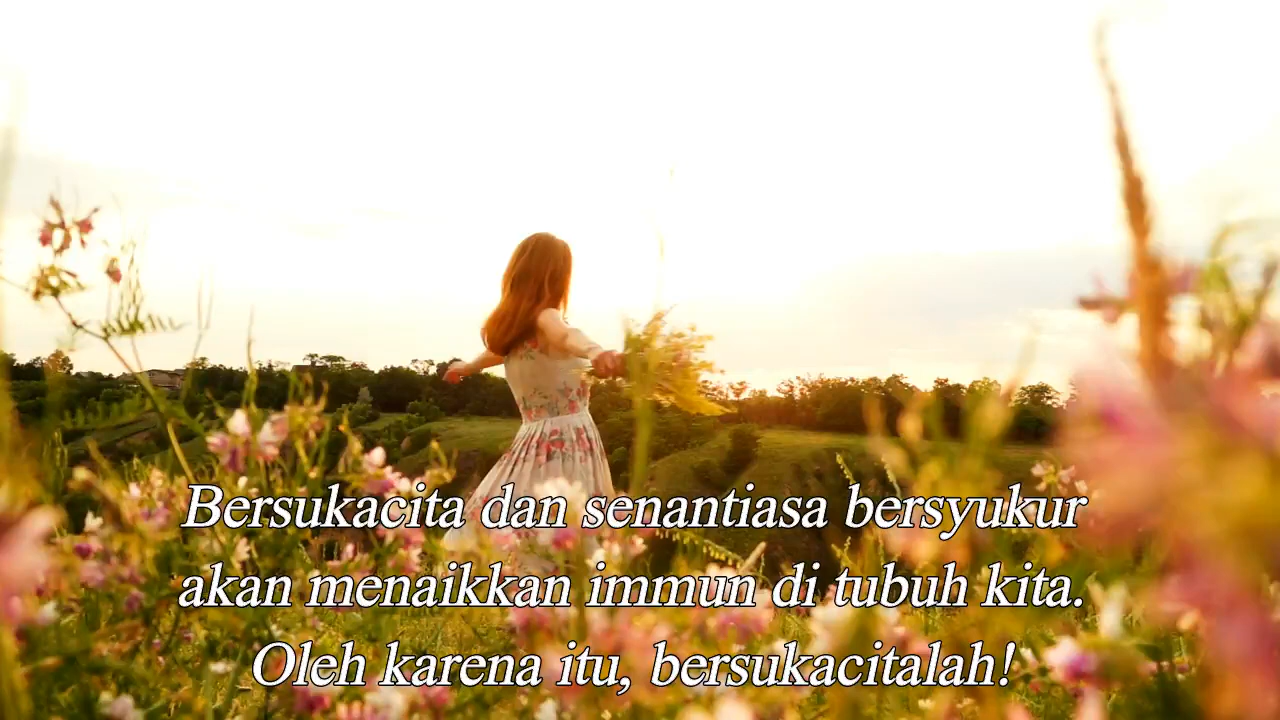 Bersukacita dan senantiasa bersyukur
akan menaikkan immun di tubuh kita.
Oleh karena itu, bersukacitalah!